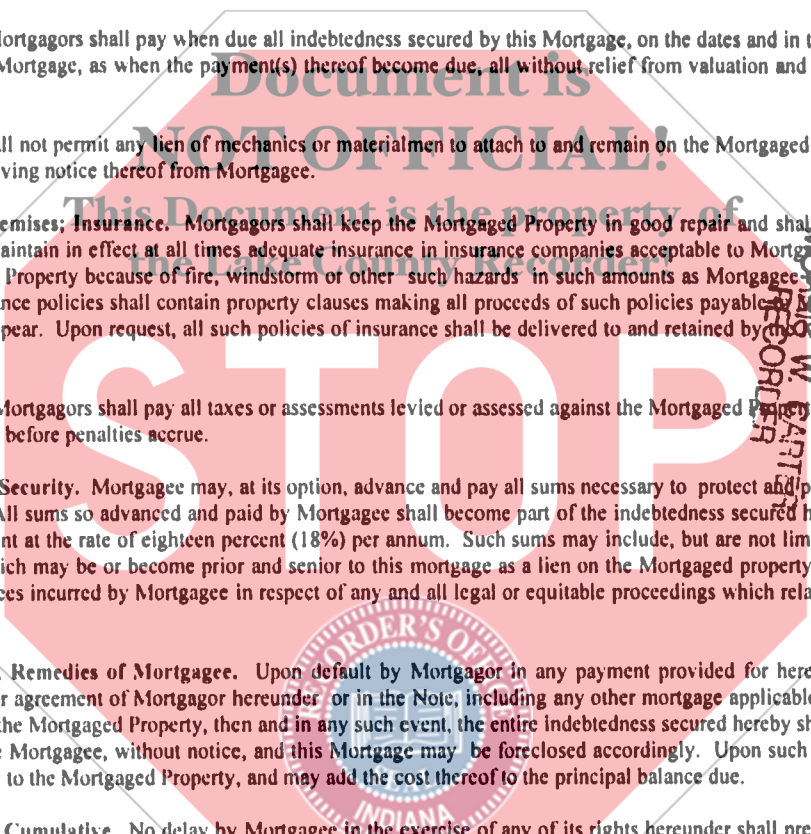 ortgagors shall pay when due all indebtedness secured by this Mortgage, on the dates and in t
Mortgage, as when the payment(s) thereof become due, all without relief from valuation and
Document is
ll not permit any lien of mechanics or materialmen to attach to and remain on the Mortgaged
NOT OFFICIAL!
ving notice thereof from Mortgagee.
This Document is the property of
emises; Insurance. Mortgagors shall keep the Mortgaged Property in good repair and shal
aintain in effect at all times adequate insurance in insurance companies acceptable to Mortga
the Lake County Recorder!
Property because of fire, windstorm or other such hazards in such amounts as Mortgagee
nce policies shall contain property clauses making all proceeds of such policies payable
pear. Upon request, all such policies of insurance shall be delivered to and retained by
RECORDER
STOP
Mortgagors shall pay all taxes or assessments levied or assessed against the Mortgaged Property
before penalties accrue.
Security. Mortgagee may, at its option, advance and pay all sums necessary to protect and p
All sums so advanced and paid by Mortgagee shall become part of the indebtedness secured h
nt at the rate of eighteen percent (18%) per annum. Such sums may include, but are not lim
ich may be or become prior and senior to this mortgage as a lien on the Mortgaged property
ees incurred by Mortgagee in respect of any and all legal or equitable proceedings which rela
RECORDER'S OF
Remedies of Mortgagee. Upon default by Mortgagor in any payment provided for here
r agreement of Mortgagor hereunder or in the Note, including any other mortgage applicable
the Mortgaged Property, then and in any such event, the entire indebtedness secured hereby sh
e Mortgagee, without notice, and this Mortgage may be foreclosed accordingly. Upon such
to the Mortgaged Property, and may add the cost thereof to the principal balance due.
SEAL
INDIANA
Cumulative. No delay by Mortgagee in the exercise of any of its rights hereunder shall pre